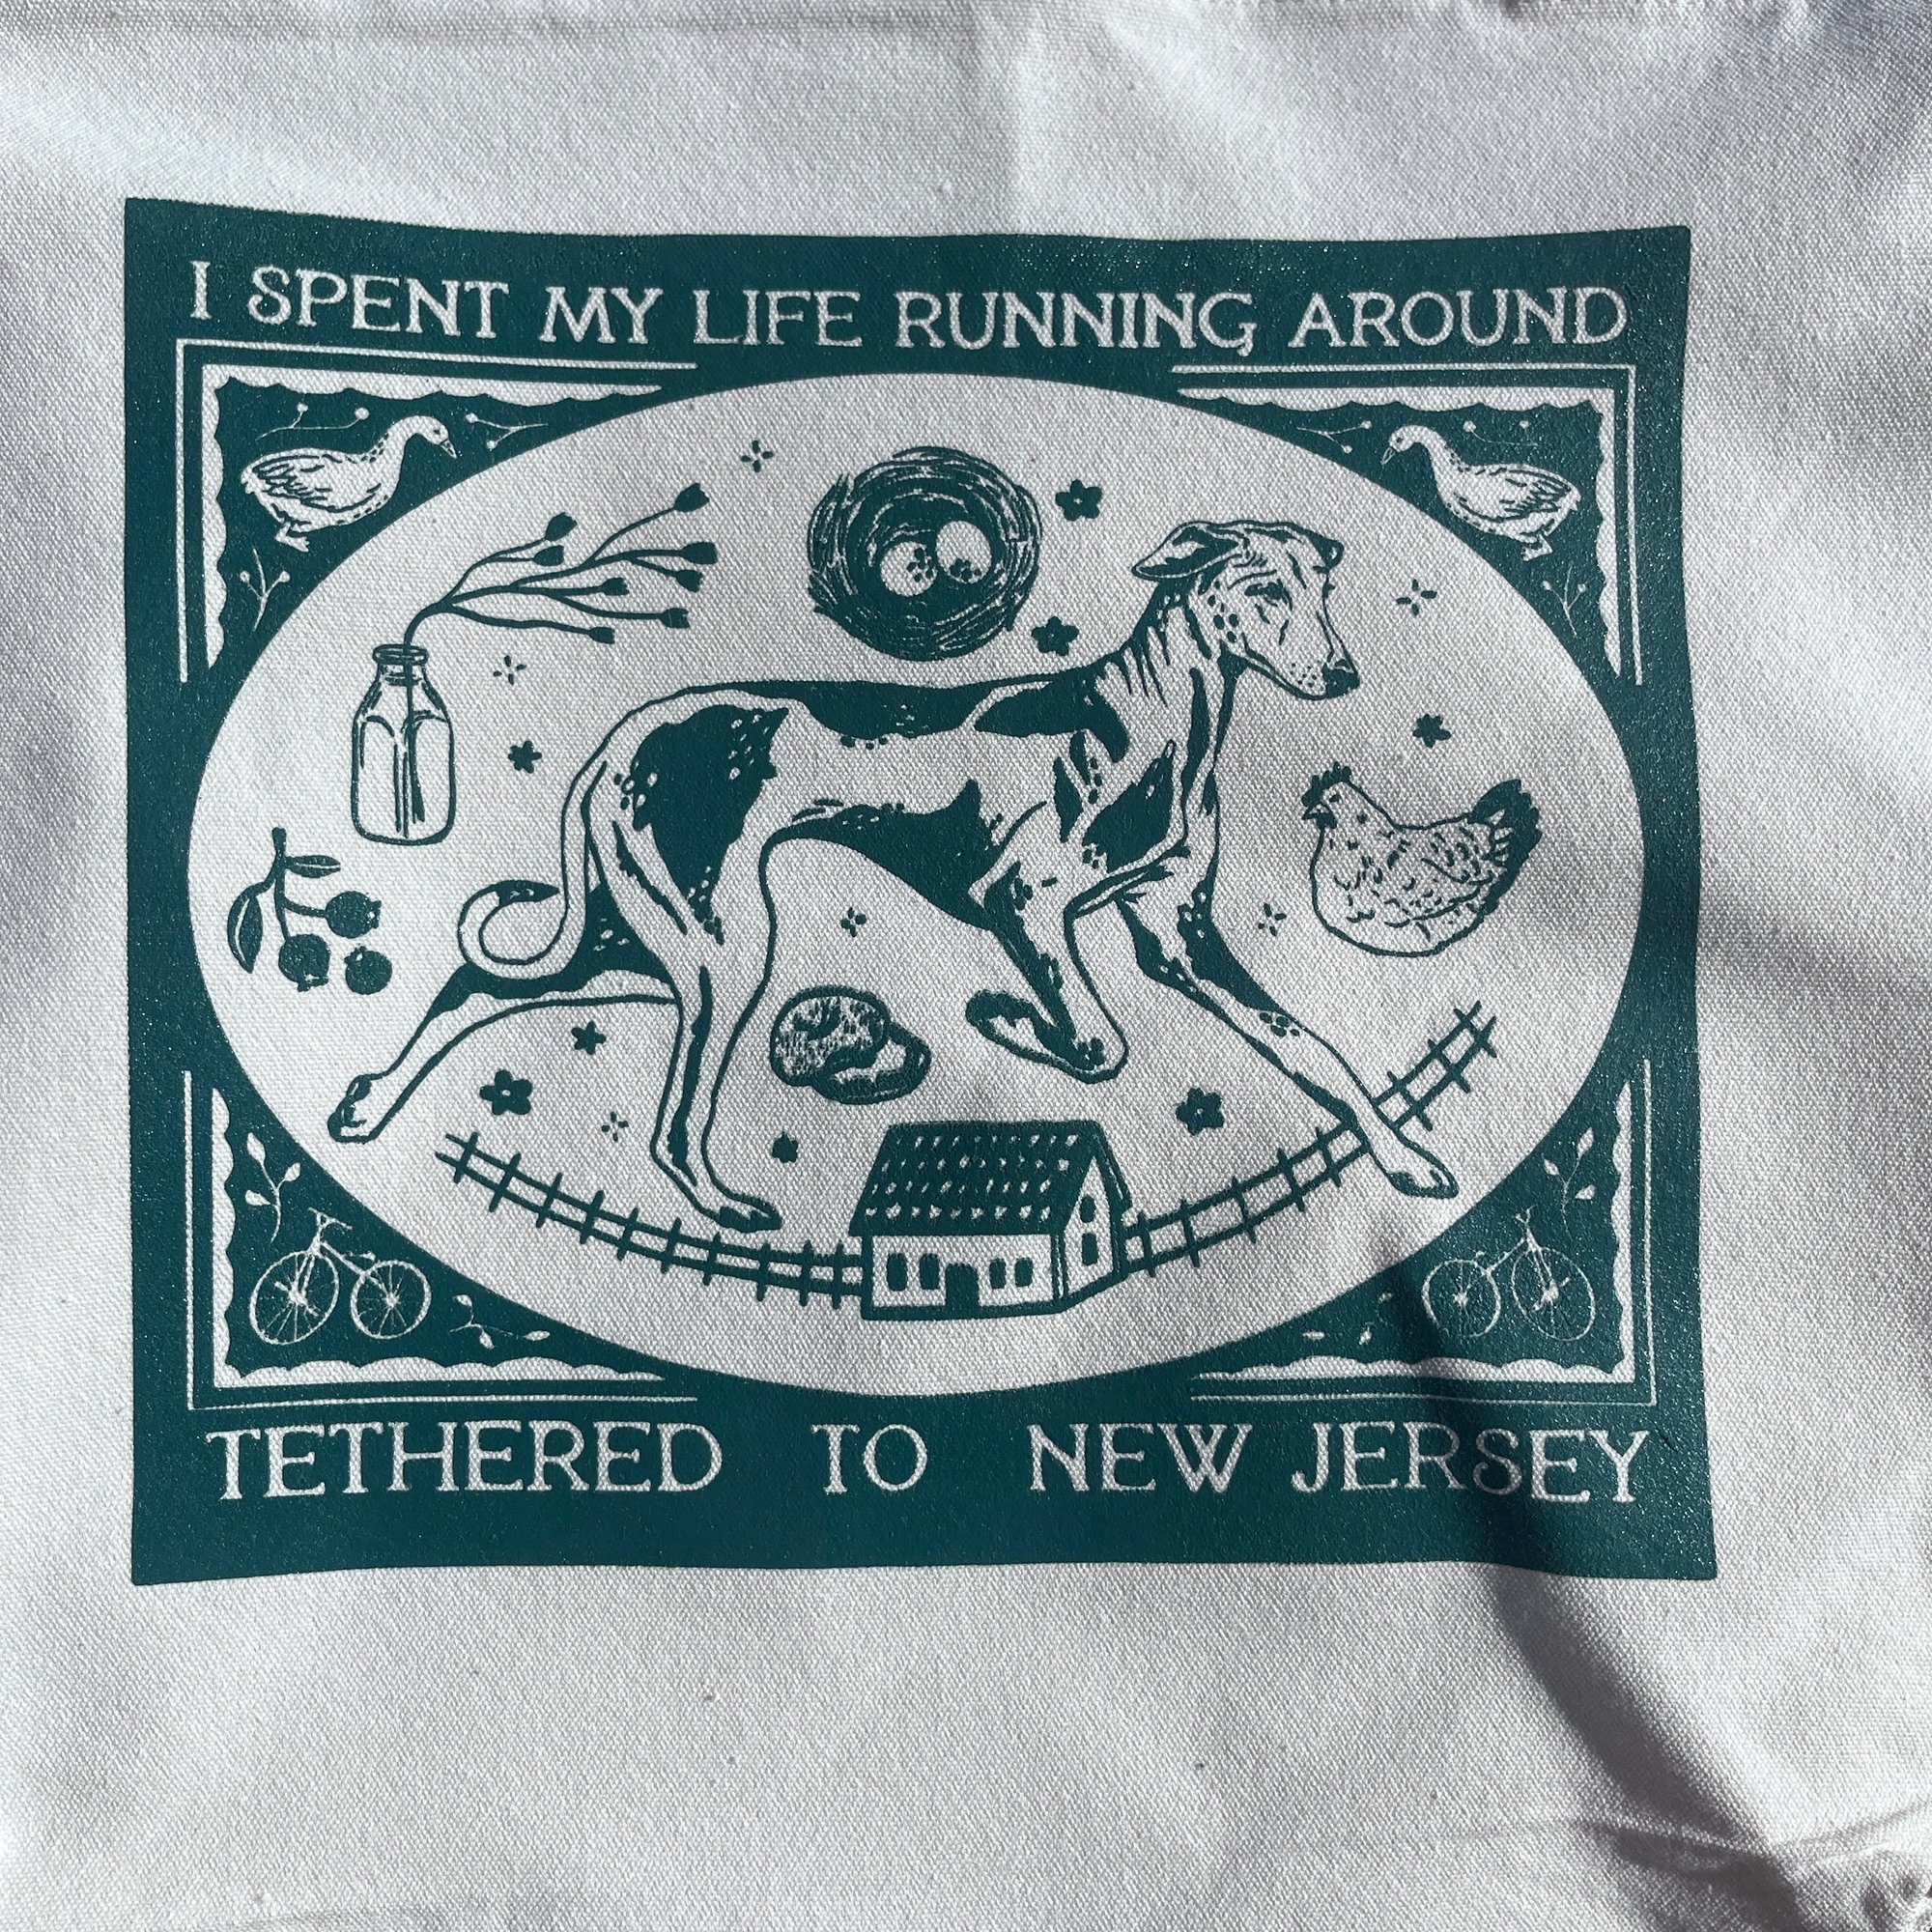 I SPENT MY LIFE RUNNING AROUND
TETHERED TO NEW JERSEY